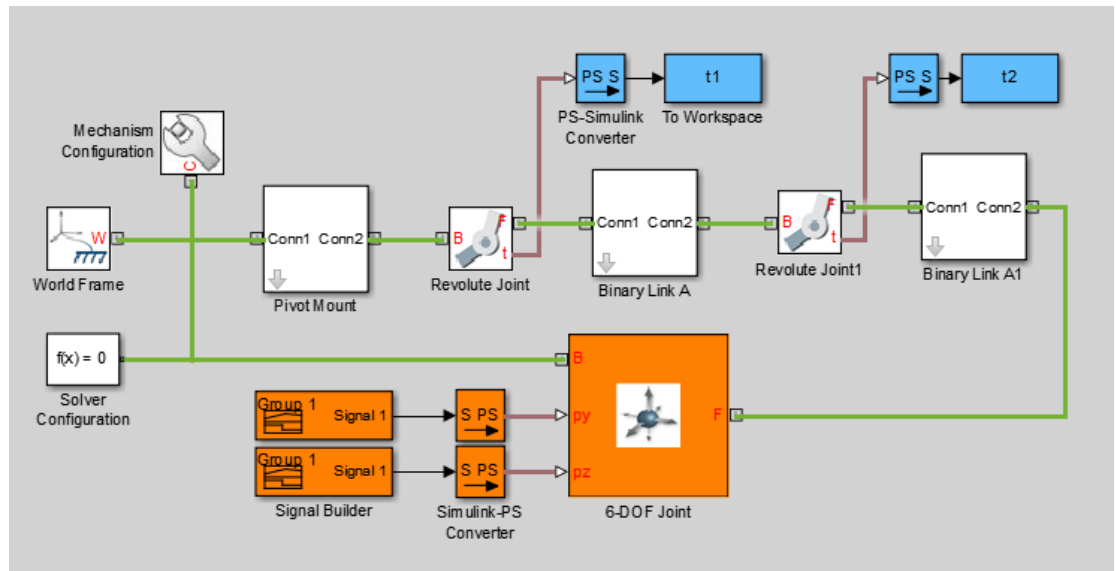 PS S
t1
PS-Simulink
Converter
To Workspace
PS S
t2
Mechanism
Configuration
C
W
World Frame
Conn1 Conn2
Pivot Mount
B
F
t
Revolute Joint
Conn1 Conn2
Binary Link A
B
F
t
Revolute Joint1
Conn1 Conn2
Binary Link A1
f(x) = 0
Solver
Configuration
Group 1
Signal 1
S PS
Group 1
Signal 1
Signal Builder
S PS
Simulink-PS
Converter
B
py
pz
F
6-DOF Joint